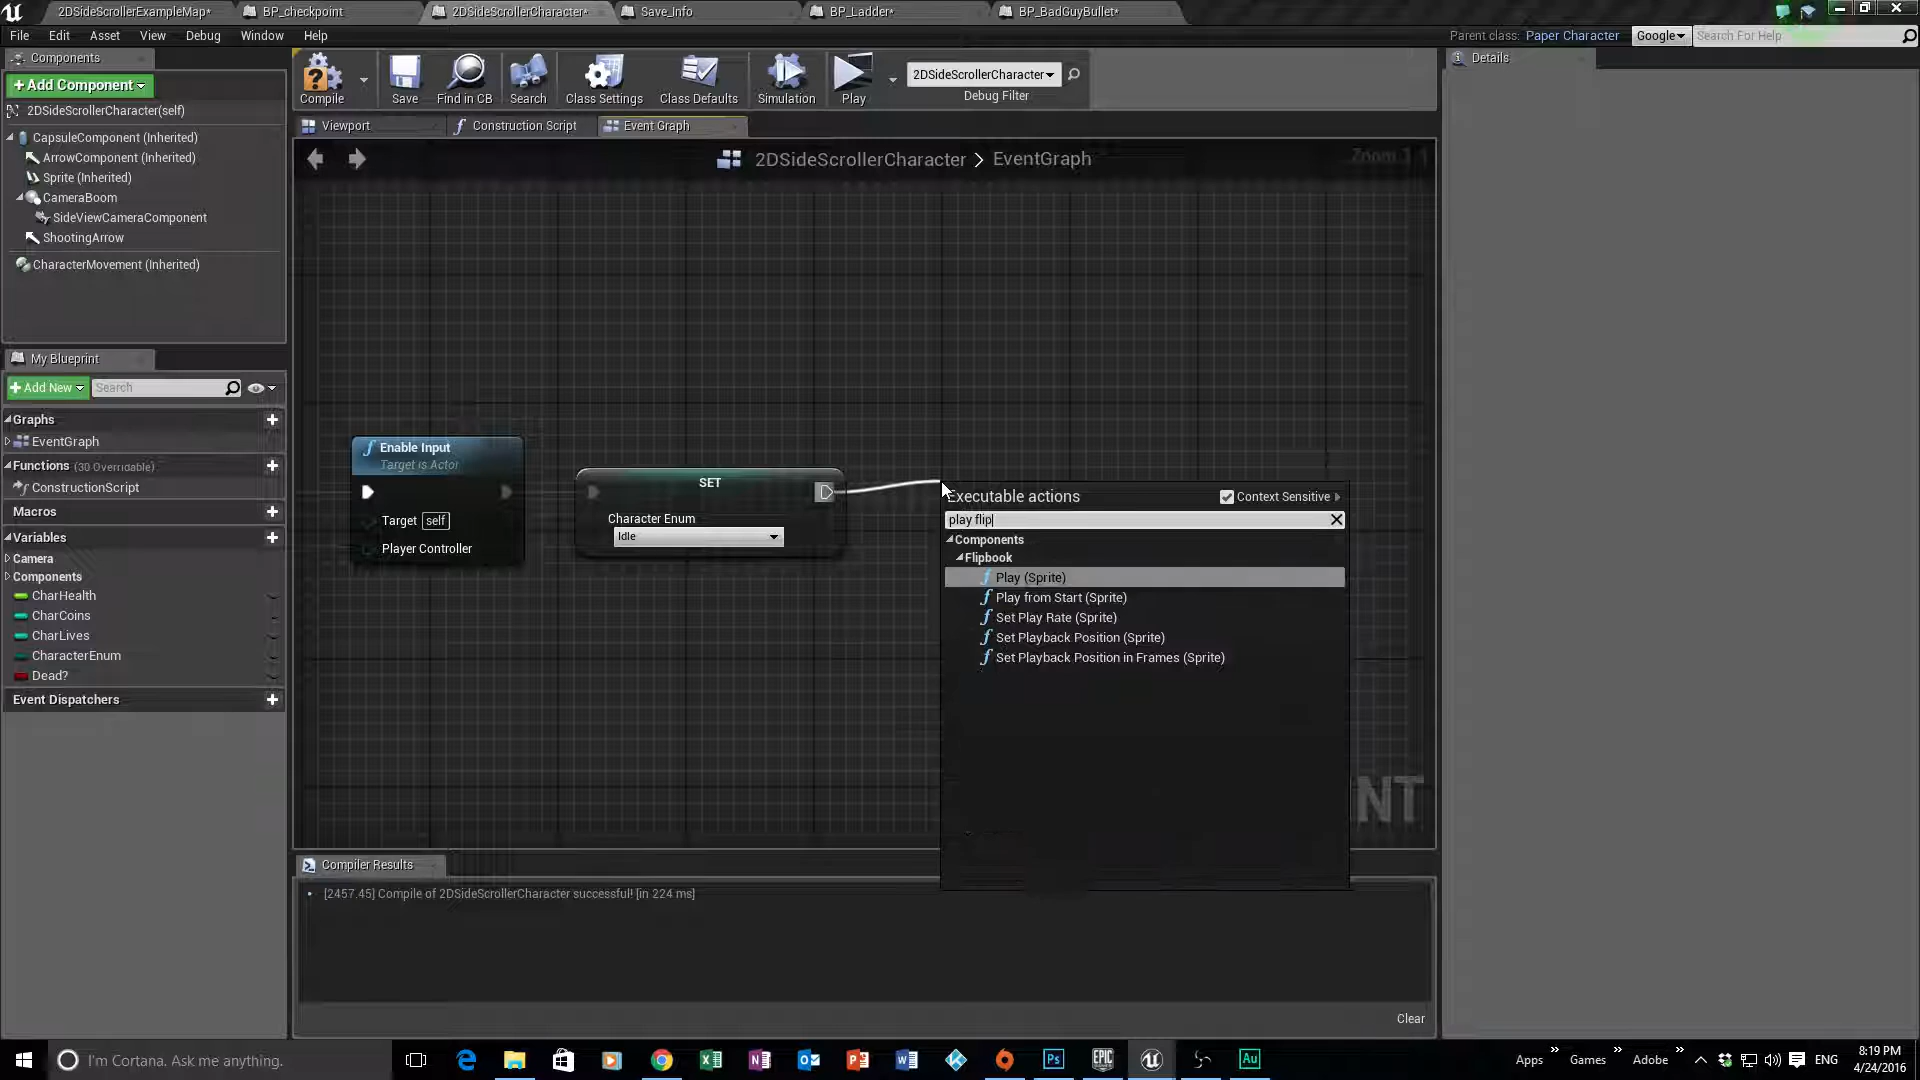 2DSideScrollerExampleMap*
BP_checkpoint
2DSideScrollerCharacter*
Save_Info
BP_Ladder*
BP_BadGuyBullet*
File Edit Asset View Debug Window Help
Parent class: Paper Character
Google
Search For Help
Components
+ Add Component
2DSideScrollerCharacter(self)
CapsuleComponent (Inherited)
ArrowComponent (Inherited)
Sprite (Inherited)
CameraBoom
SideViewCameraComponent
ShootingArrow
CharacterMovement (Inherited)
Compile
Save
Find in CB
Search
Class Settings
Class Defaults
Simulation
Play
2DSideScrollerCharacter
Debug Filter
Details
Viewport
Construction Script
Event Graph
2DSideScrollerCharacter > EventGraph
My Blueprint
+ Add New
Search
Graphs
EventGraph
Functions (30 Overridable)
ConstructionScript
Macros
Variables
Camera
Components
CharHealth
CharCoins
CharLives
CharacterEnum
Dead?
Event Dispatchers
Enable Input
Target is Actor
Target self
Player Controller
SET
Character Enum
Idle
Executable actions
Context Sensitive
play flip
Components
Flipbook
Play (Sprite)
Play from Start (Sprite)
Set Play Rate (Sprite)
Set Playback Position (Sprite)
Set Playback Position in Frames (Sprite)
Compiler Results
[2457.45] Compile of 2DSideScrollerCharacter successful! [in 224 ms]
Clear
I'm Cortana. Ask me anything.
Apps
Games
Adobe
ENG
8:19 PM
4/24/2016